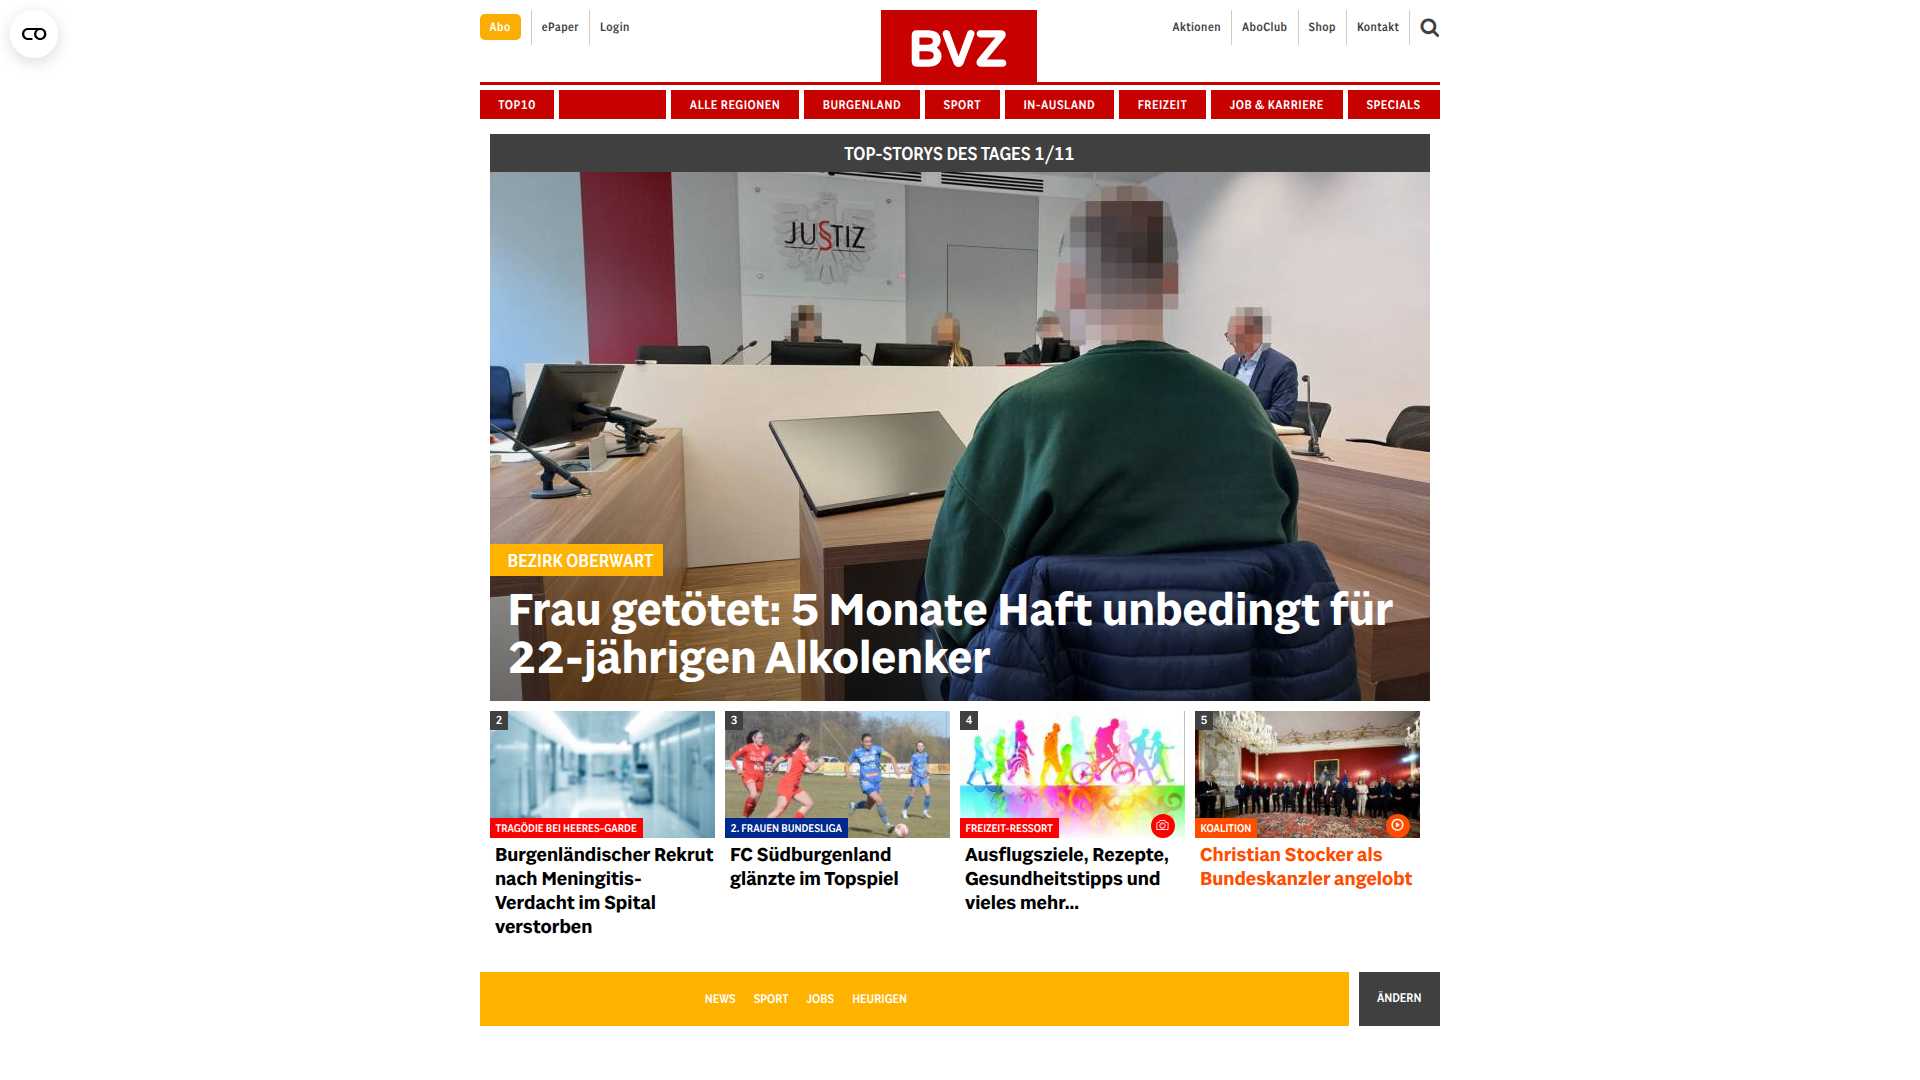 Abo
ePaper
Login
BVZ
Aktionen
AboClub
Shop
Kontakt
TOP10
ALLE REGIONEN
BURGENLAND
SPORT
IN-AUSLAND
FREIZEIT
JOB & KARRIERE
SPECIALS
TOP-STORYS DES TAGES 1/11
JU§TIZ
BEZIRK OBERWART
Frau getötet: 5 Monate Haft unbedingt für
22-jährigen Alkolenker
2
TRAGÖDIE BEI HEERES-GARDE
Burgenländischer Rekrut
nach Meningitis-
Verdacht im Spital
verstorben
3
2. FRAUEN BUNDESLIGA
FC Südburgenland
glänzte im Topspiel
4
FREIZEIT-RESSORT
Ausflugsziele, Rezepte,
Gesundheitstipps und
vieles mehr...
5
KOALITION
Christian Stocker als
Bundeskanzler angelobt
NEWS
SPORT
JOBS
HEURIGEN
ÄNDERN